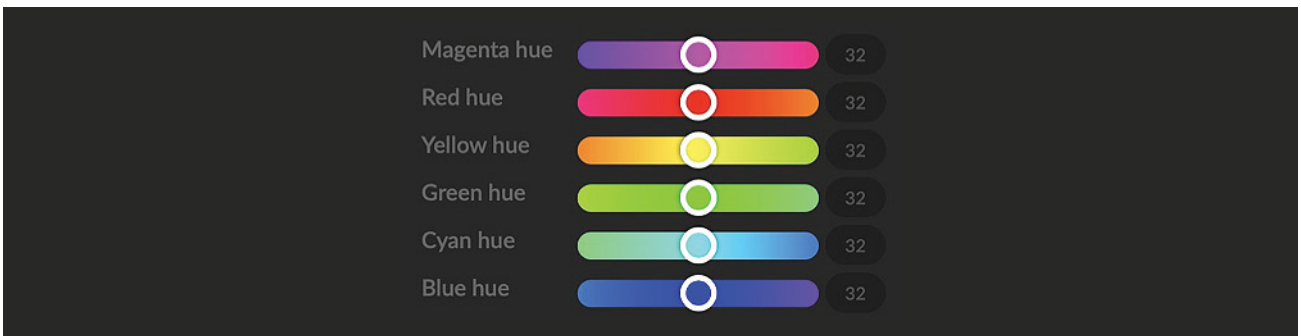 Magenta hue 32
Red hue 32
Yellow hue 32
Green hue 32
Cyan hue 32
Blue hue 32